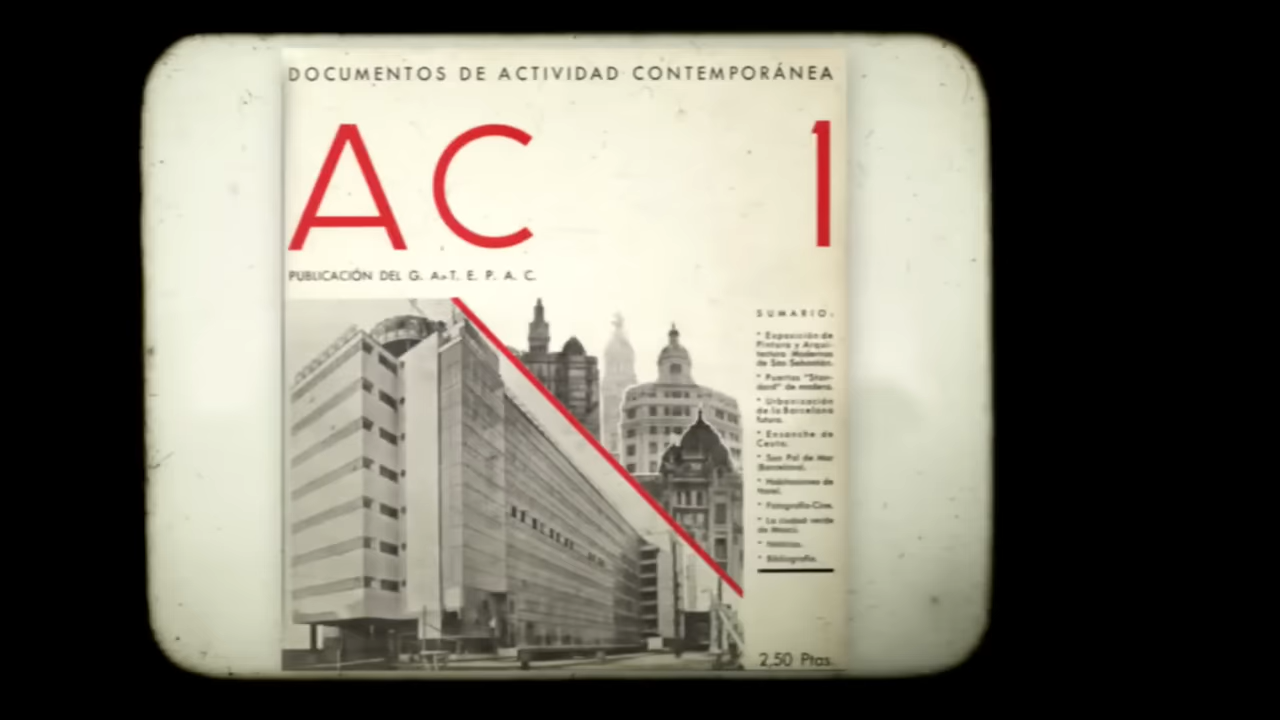 DOCUMENTOS DE ACTIVIDAD CONTEMPORÁNEA
AC 1
PUBLICACIÓN DEL G. A. T. E. P. A. C.
SUMARIO:
* Exposición de
Pintura y Arqui-
tectura Modernas
de San Sebastián.
* Puertas "Stan-
dard" de madera.
* Urbanización
de la Barcelona
futura.
* Ensanche de
Ceuta.
* San Pol de Mar
(Barcelona).
* Habitaciones de
* Fotografía-Cine.
* La ciudad verde
de Moscú.
* Noticias.
* Bibliografía.
2,50 Ptas.